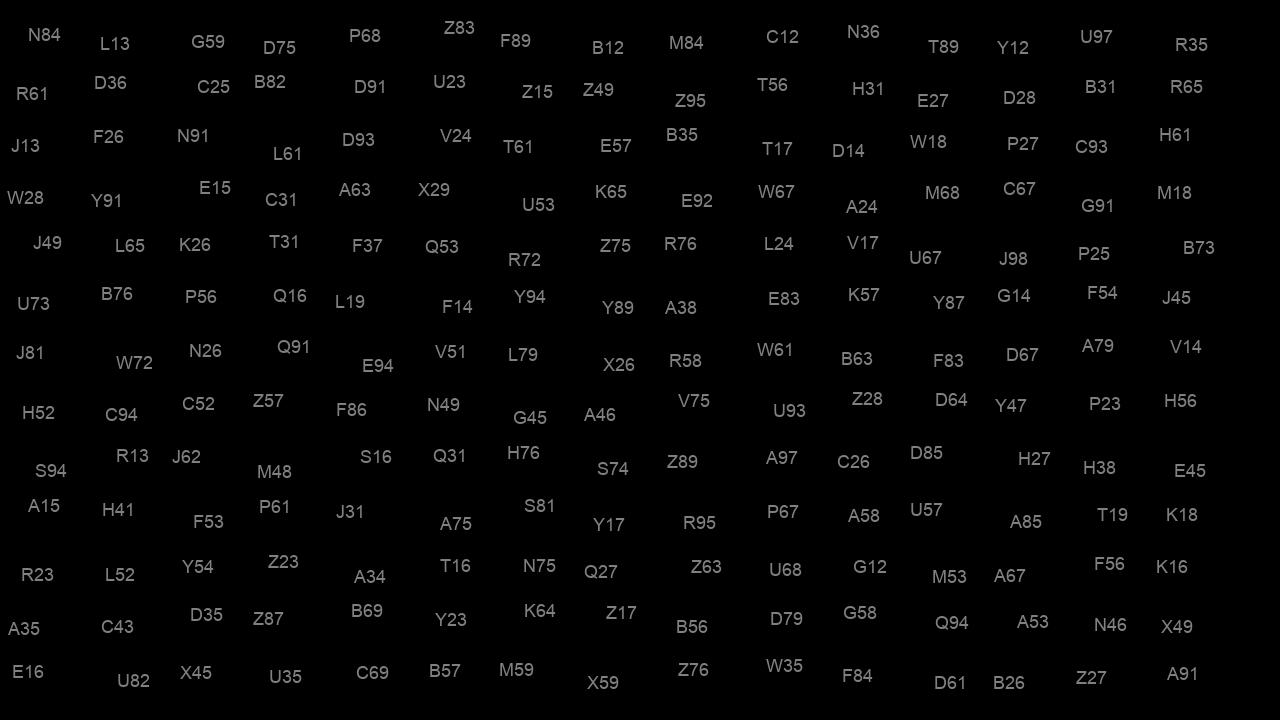 N84 L13 G59 D75 P68 Z83 F89 B12 M84 C12 N36 T89 Y12 U97 R35
R61 D36 C25 B82 D91 U23 Z15 Z49 Z95 T56 H31 E27 D28 B31 R65
J13 F26 N91 L61 D93 V24 T61 E57 B35 T17 D14 W18 P27 C93 H61
W28 Y91 E15 C31 A63 X29 U53 K65 E92 W67 A24 M68 C67 G91 M18
J49 L65 K26 T31 F37 Q53 R72 Z75 R76 L24 V17 U67 J98 P25 B73
U73 B76 P56 Q16 L19 F14 Y94 Y89 A38 E83 K57 Y87 G14 F54 J45
J81 W72 N26 Q91 E94 V51 L79 X26 R58 W61 B63 F83 D67 A79 V14
H52 C94 C52 Z57 F86 N49 G45 A46 V75 U93 Z28 D64 Y47 P23 H56
S94 R13 J62 M48 S16 Q31 H76 S74 Z89 A97 C26 D85 H27 H38 E45
A15 H41 F53 P61 J31 A75 S81 Y17 R95 P67 A58 U57 A85 T19 K18
R23 L52 Y54 Z23 A34 T16 N75 Q27 Z63 U68 G12 M53 A67 F56 K16
A35 C43 D35 Z87 B69 Y23 K64 Z17 B56 D79 G58 Q94 A53 N46 X49
E16 U82 X45 U35 C69 B57 M59 X59 Z76 W35 F84 D61 B26 Z27 A91